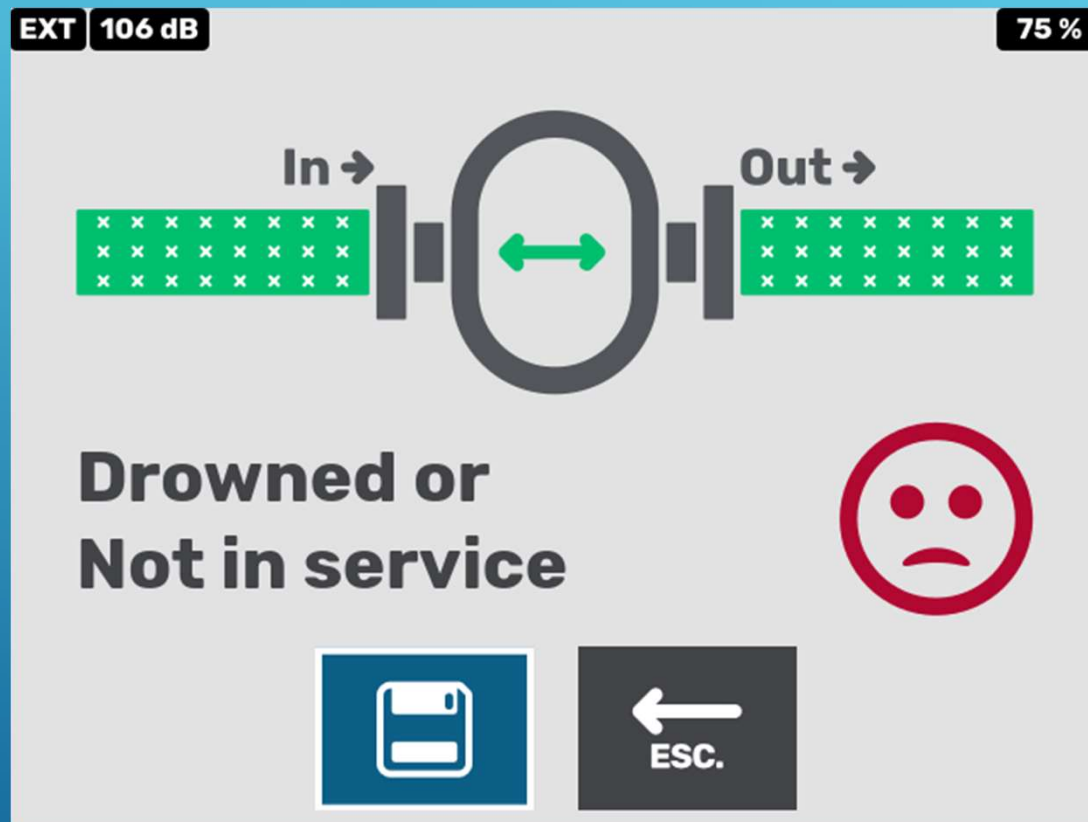 EXT 106 dB 75 %
In → Out →
Drowned or
Not in service
ESC.